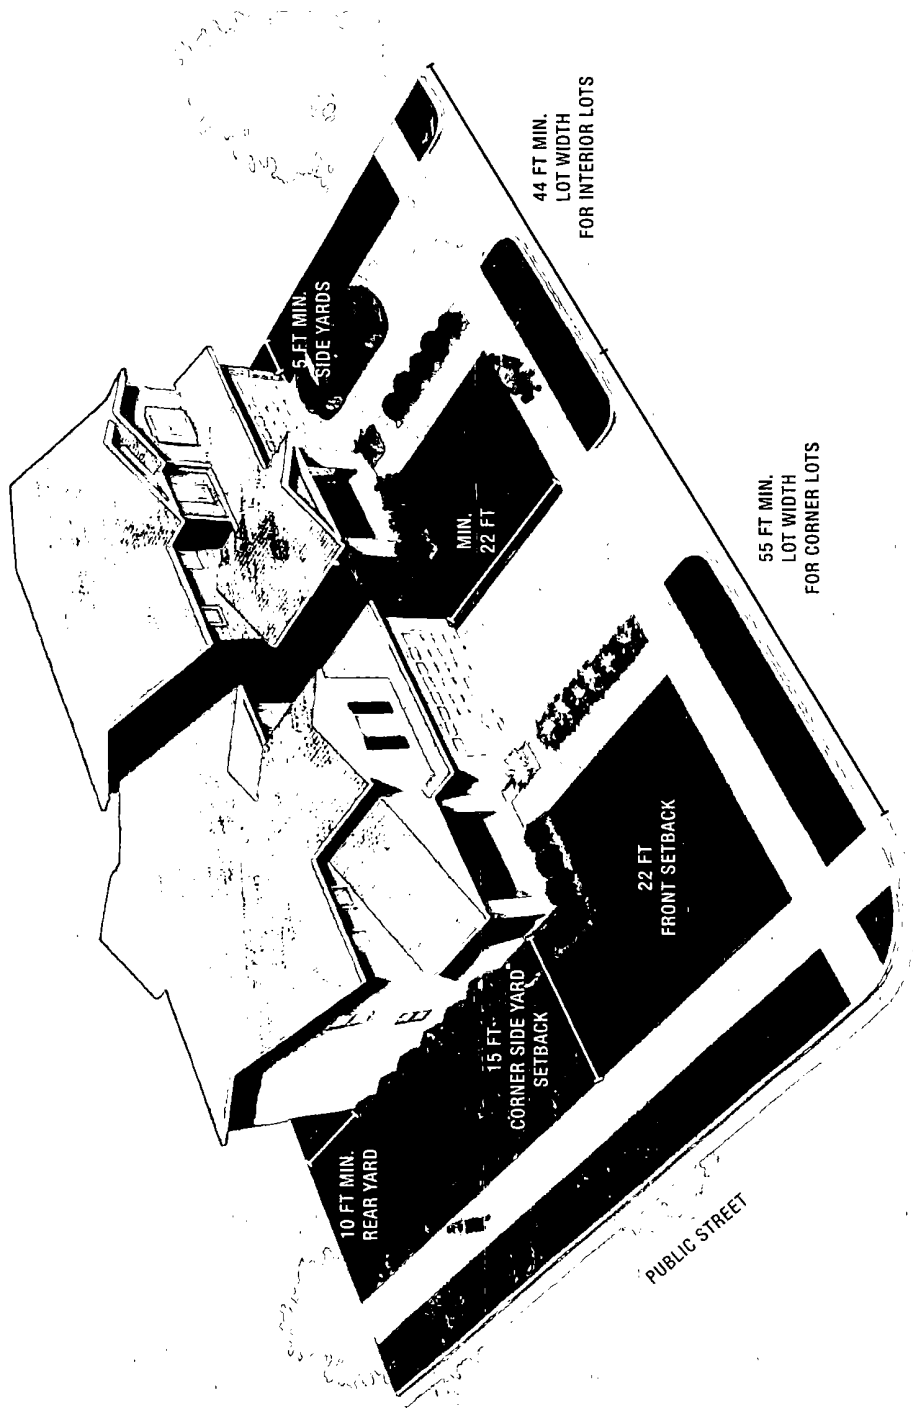 44 FT MIN.
LOT WIDTH
FOR INTERIOR LOTS
5 FT MIN.
SIDE YARDS
MIN.
22 FT
55 FT MIN.
LOT WIDTH
FOR CORNER LOTS
22 FT
FRONT SETBACK
15 FT
CORNER SIDE YARD
SETBACK
10 FT MIN.
REAR YARD
PUBLIC STREET